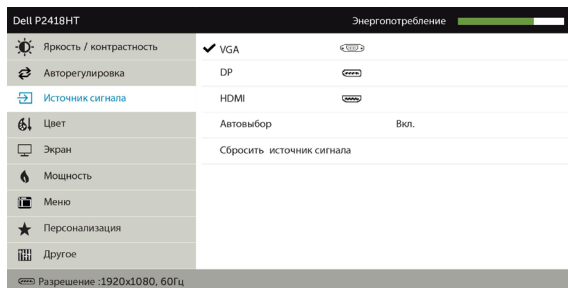 Dell P2418HT Энергопотребление
Яркость / контрастность
Авторегулировка
Источник сигнала
Цвет
Экран
Мощность
Меню
Персонализация
Другое
VGA
DP
HDMI
Автовыбор Вкл.
Сбросить источник сигнала
Разрешение :1920x1080, 60Гц